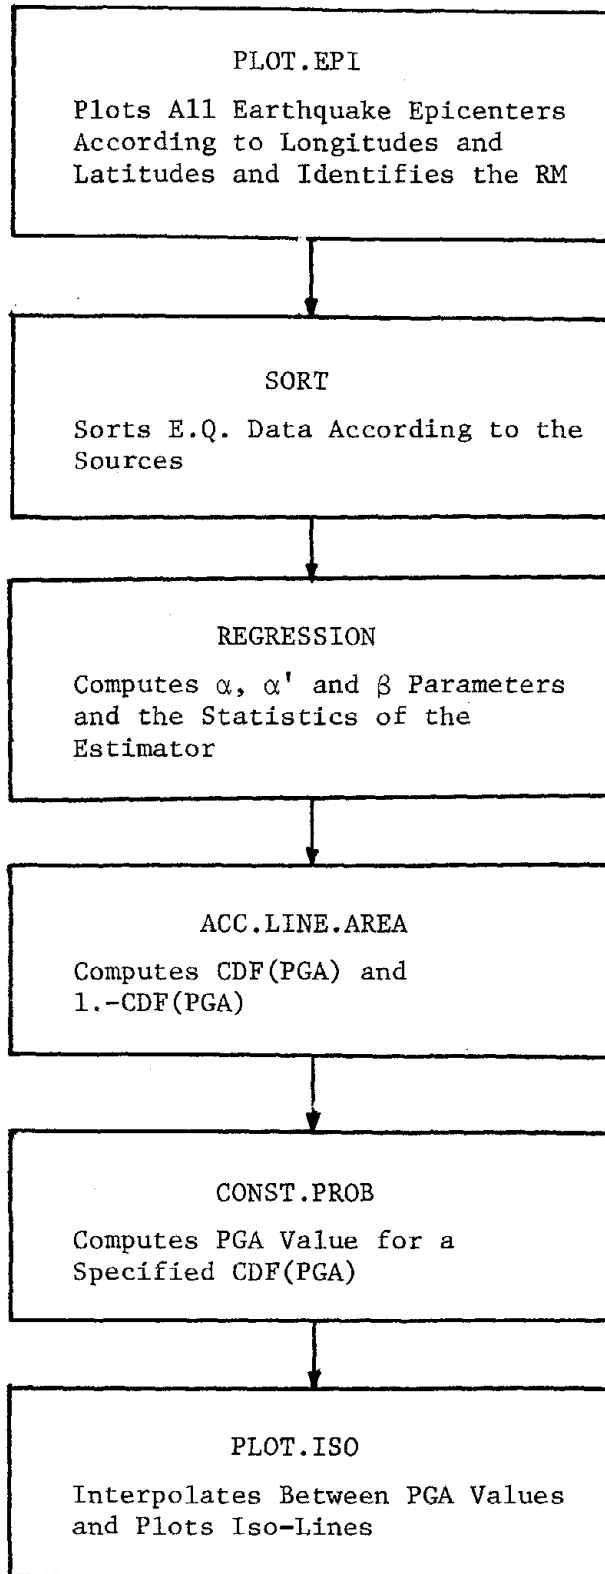 PLOT.EPI
Plots All Earthquake Epicenters
According to Longitudes and
Latitudes and Identifies the RM
SORT
Sorts E.Q. Data According to the
Sources
REGRESSION
Computes α, α' and β Parameters
and the Statistics of the
Estimator
ACC.LINE.AREA
Computes CDF(PGA) and
1.-CDF(PGA)
CONST.PROB
Computes PGA Value for a
Specified CDF(PGA)
PLOT.ISO
Interpolates Between PGA Values
and Plots Iso-Lines